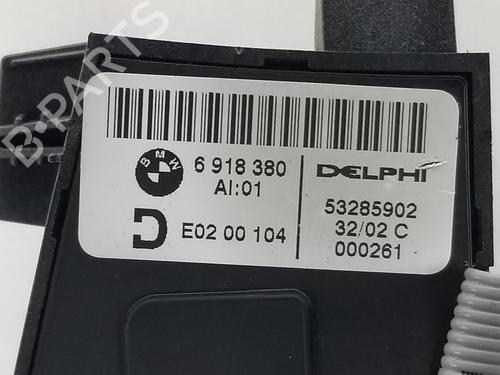 B-PARTS
BMW
6 918 380
AI:01
DELPHI
D
E02 00 104
53285902
32/02 C
000261